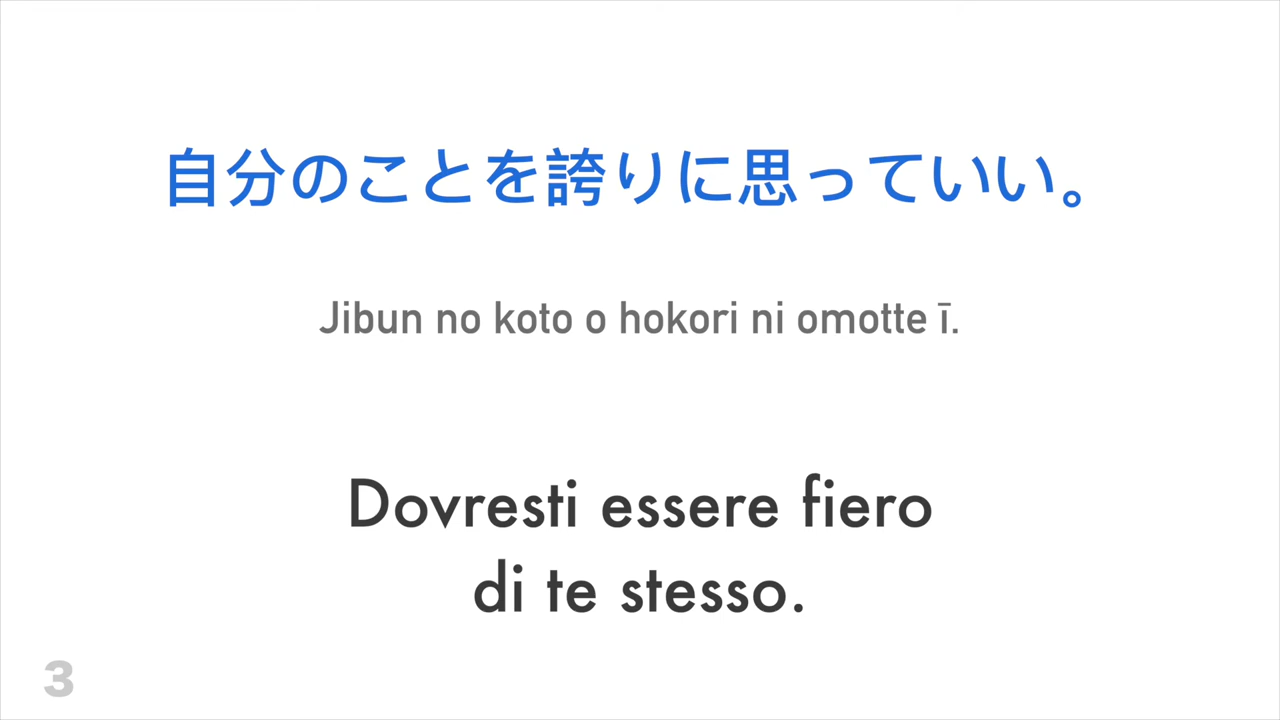 自分のことを誇りに思っていい。
Jibun no koto o hokori ni omotte ī.
Dovresti essere fiero
di te stesso.
3